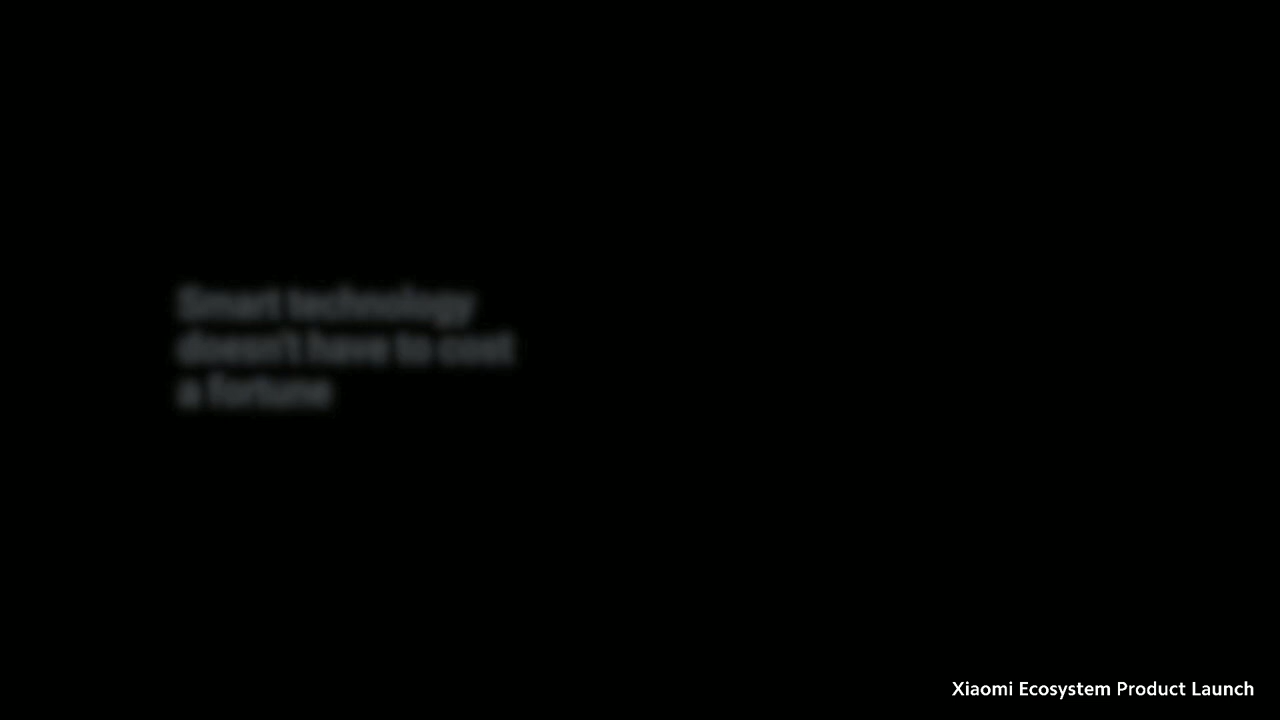 Smart technology
doesn't have to cost
a fortune
Xiaomi Ecosystem Product Launch